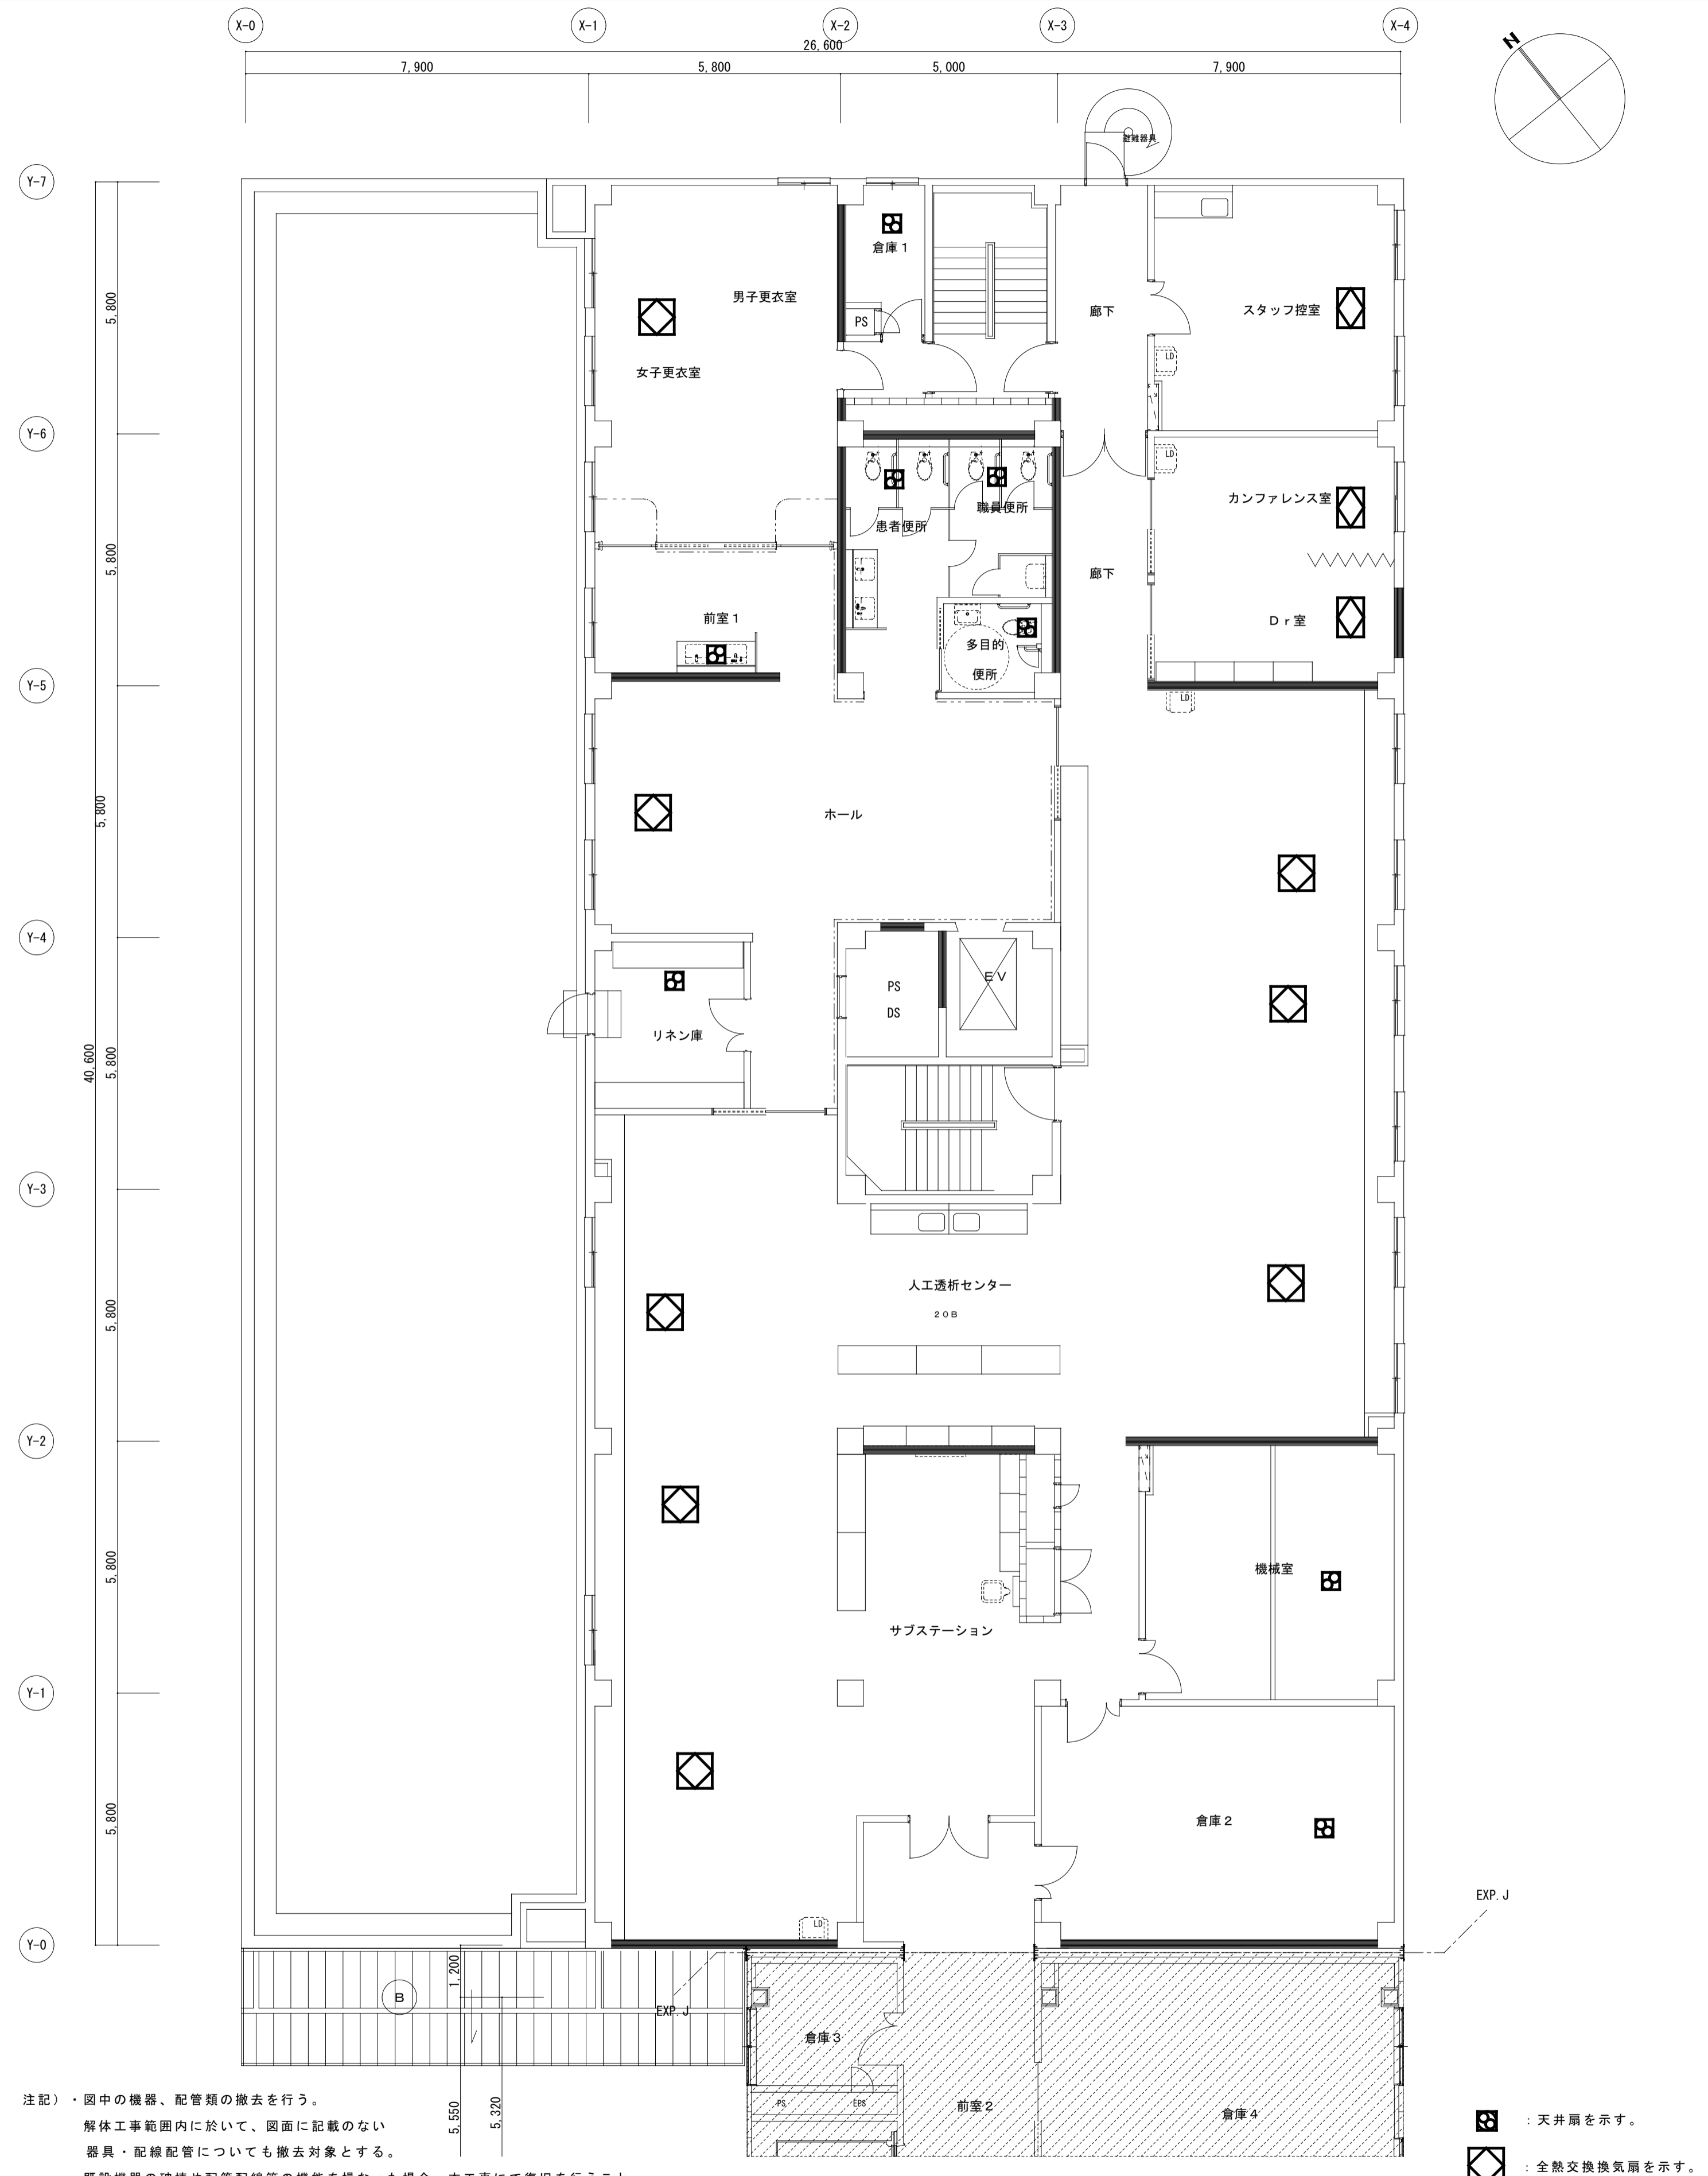 X-0
X-1
X-2
X-3
X-4
26,600
7,900
5,800
5,000
7,900
N
避難器具
Y-7
Y-6
Y-5
Y-4
Y-3
Y-2
Y-1
Y-0
5,800
5,800
5,800
5,800
5,800
5,800
5,800
40,600
倉庫1
男子更衣室
PS
廊下
スタッフ控室
女子更衣室
LD
LD
カンファレンス室
職員便所
患者便所
廊下
前室1
Dr室
多目的
便所
LD
ホール
PS
DS
EV
リネン庫
人工透析センター
20B
機械室
サブステーション
倉庫2
LD
EXP.J
1,200
B
EXP.J
倉庫3
PS
EPS
前室2
倉庫4
5,550
5,320
注記)・図中の機器、配管類の撤去を行う。
解体工事範囲内に於いて、図面に記載のない
器具・配線配管についても撤去対象とする。
:天井扇を示す。
:全熱交換換気扇を示す。